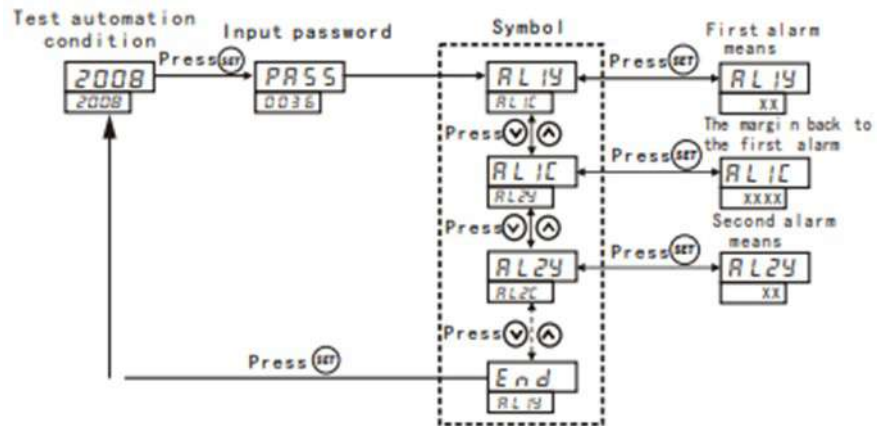 Test automation
condition
Input password
Symbol
First alarm
means
Press SET
Press SET
2008
2008
PASS
0036
AL1Y
AL1C
AL1Y
XX
Press
The margin back to
the first alarm
Press SET
AL1C
AL2Y
AL1C
XXXX
Press
Second alarm
means
Press SET
AL2Y
AL2C
AL2Y
XX
Press
Press SET
End
AL1Y